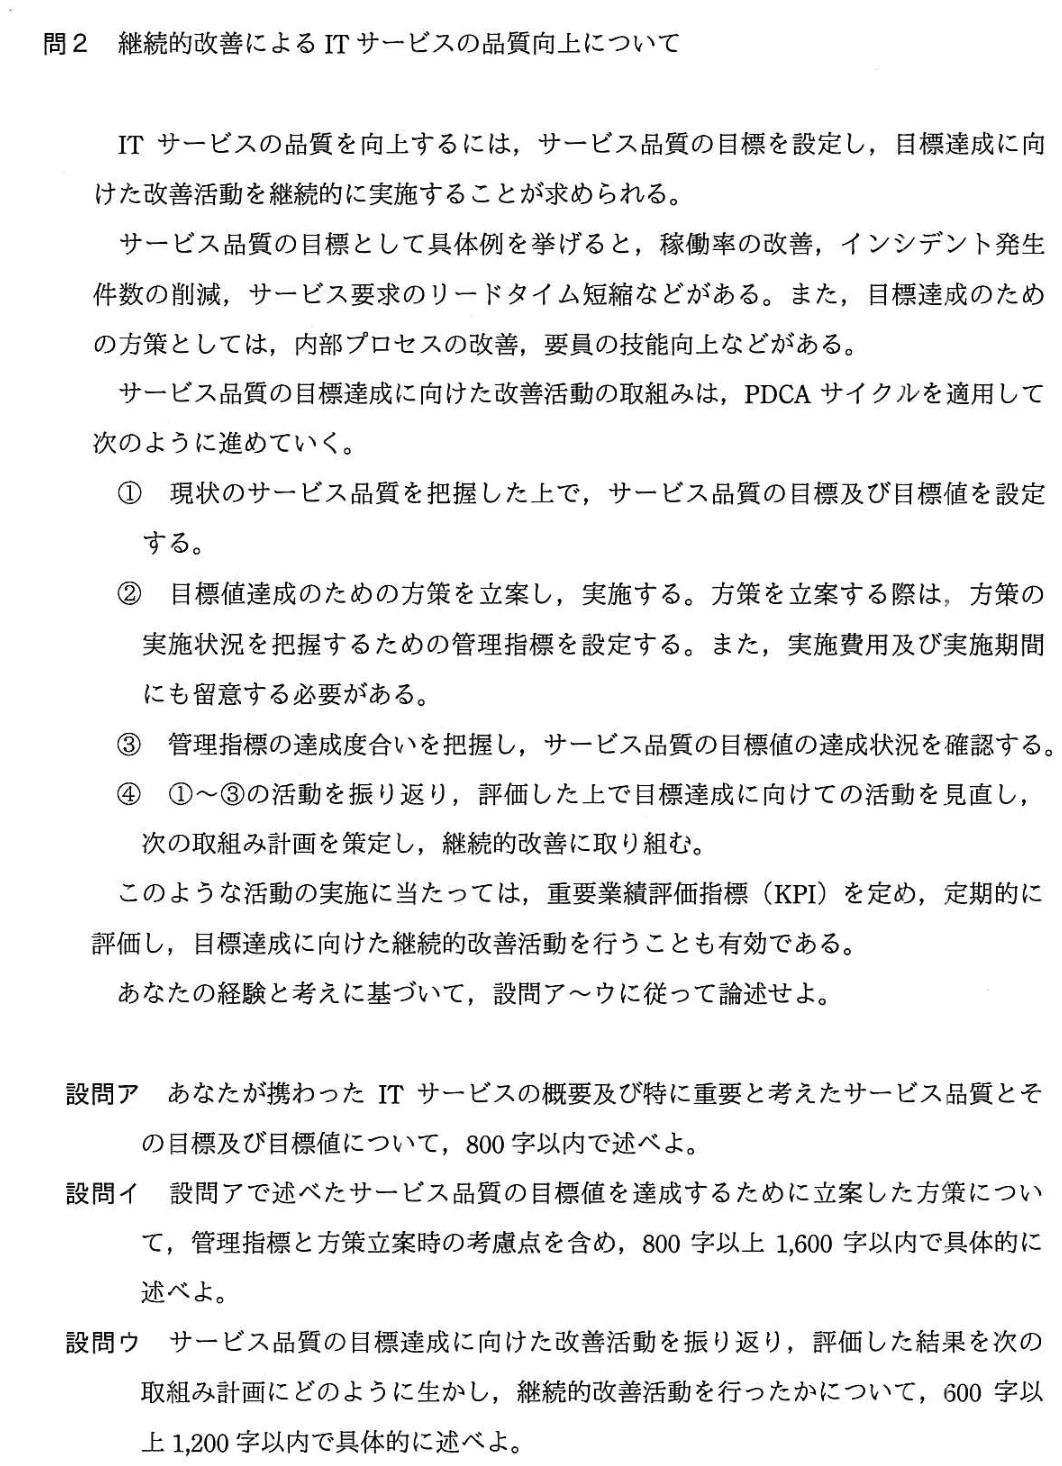 問2　継続的改善によるITサービスの品質向上について
IT サービスの品質を向上するには，サービス品質の目標を設定し，目標達成に向
けた改善活動を継続的に実施することが求められる。
サービス品質の目標として具体例を挙げると，稼働率の改善，インシデント発生
件数の削減，サービス要求のリードタイム短縮などがある。また，目標達成のため
の方策としては，内部プロセスの改善，要員の技能向上などがある。
サービス品質の目標達成に向けた改善活動の取組みは，PDCA サイクルを適用して
次のように進めていく。
①　現状のサービス品質を把握した上で，サービス品質の目標及び目標値を設定
する。
②　目標値達成のための方策を立案し，実施する。方策を立案する際は，方策の
実施状況を把握するための管理指標を設定する。また，実施費用及び実施期間
にも留意する必要がある。
③　管理指標の達成度合いを把握し，サービス品質の目標値の達成状況を確認する。
④　①～③の活動を振り返り，評価した上で目標達成に向けての活動を見直し，
次の取組み計画を策定し，継続的改善に取り組む。
このような活動の実施に当たっては，重要業績評価指標（KPI）を定め，定期的に
評価し，目標達成に向けた継続的改善活動を行うことも有効である。
あなたの経験と考えに基づいて，設問ア～ウに従って論述せよ。
設問ア　あなたが携わった IT サービスの概要及び特に重要と考えたサービス品質とそ
の目標及び目標値について，800 字以内で述べよ。
設問イ　設問アで述べたサービス品質の目標値を達成するために立案した方策につい
て，管理指標と方策立案時の考慮点を含め，800 字以上 1,600 字以内で具体的に
述べよ。
設問ウ　サービス品質の目標達成に向けた改善活動を振り返り，評価した結果を次の
取組み計画にどのように生かし，継続的改善活動を行ったかについて，600 字以
上 1,200 字以内で具体的に述べよ。